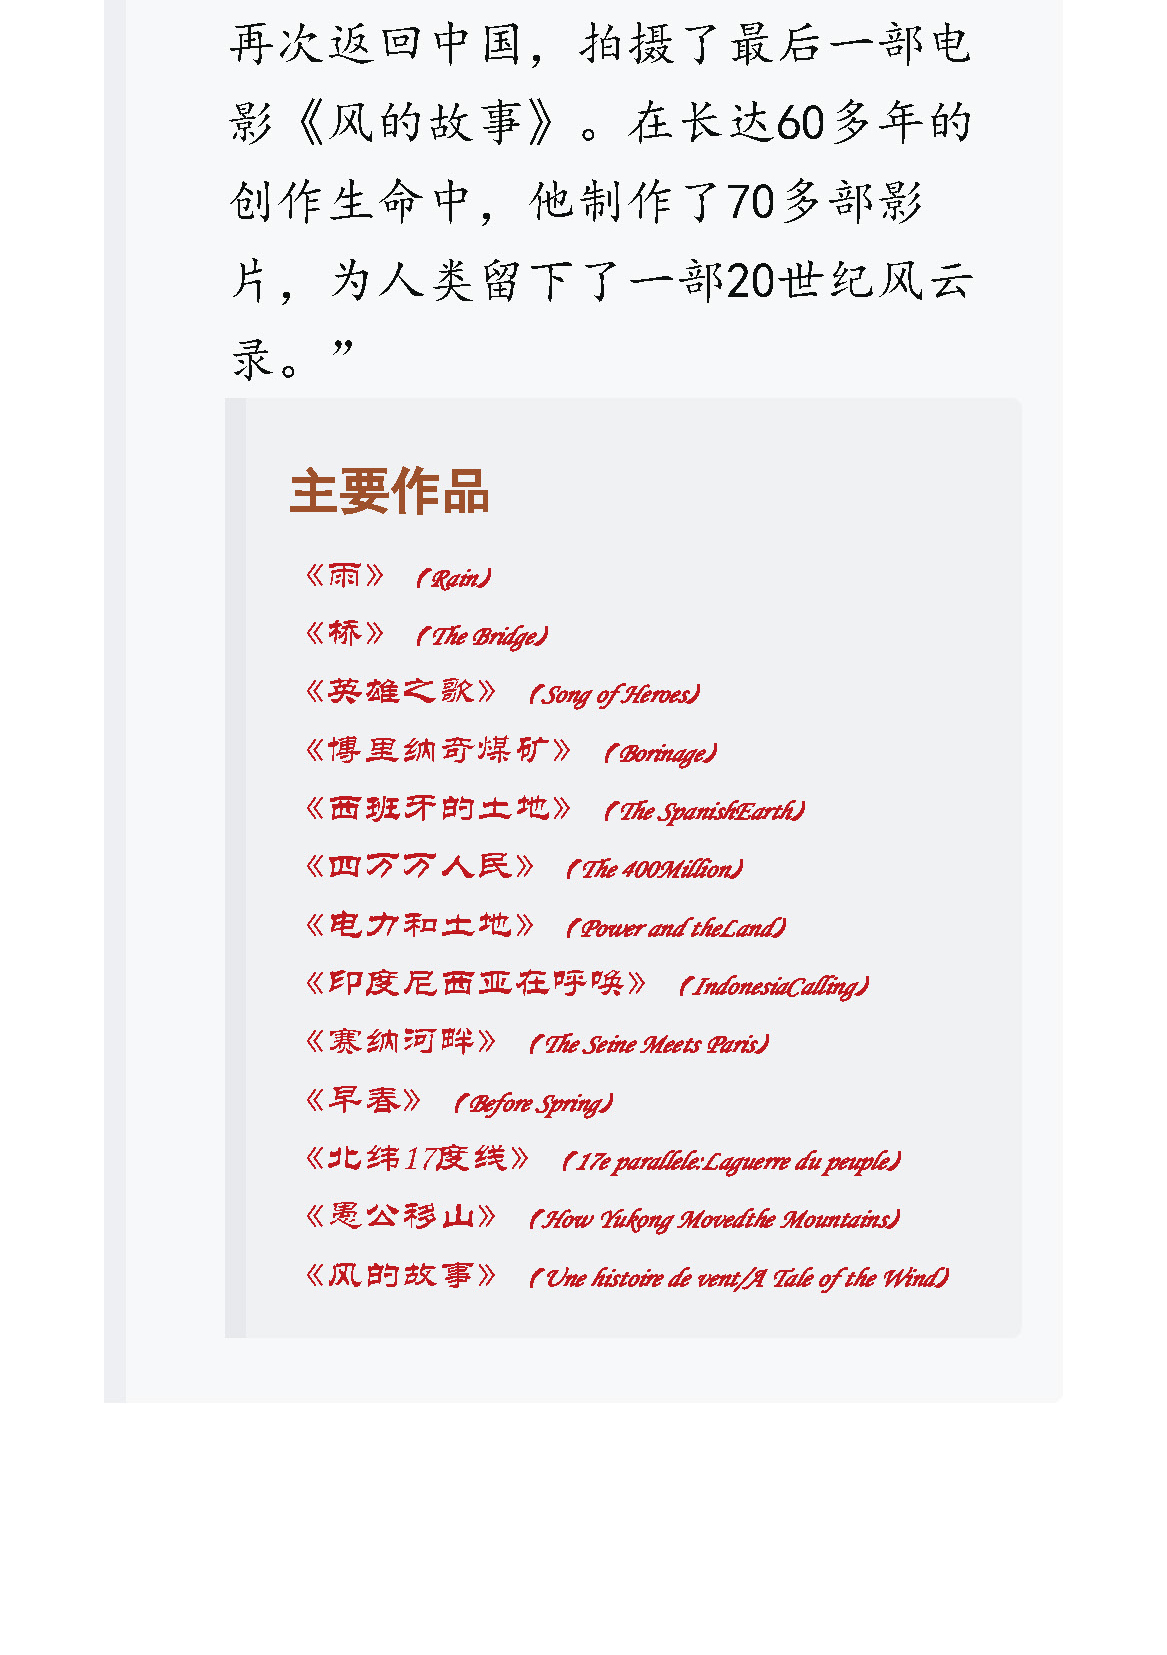 再次返回中国，拍摄了最后一部电
影《风的故事》。在长达60多年的
创作生命中，他制作了70多部影
片，为人类留下了一部20世纪风云
录。”
主要作品
《雨》（Rain）
《桥》（The Bridge）
《英雄之歌》（Song of Heroes）
《博里纳奇煤矿》（Borinage）
《西班牙的土地》（The SpanishEarth）
《四万万人民》（The 400Million）
《电力和土地》（Power and theLand）
《印度尼西亚在呼唤》（IndonesiaCalling）
《塞纳河畔》（The Seine Meets Paris）
《早春》（Before Spring）
《北纬17度线》（17e parallele:Laguerre du peuple）
《愚公移山》（How Yukong Movedthe Mountains）
《风的故事》（Une histoire de vent/A Tale of the Wind）